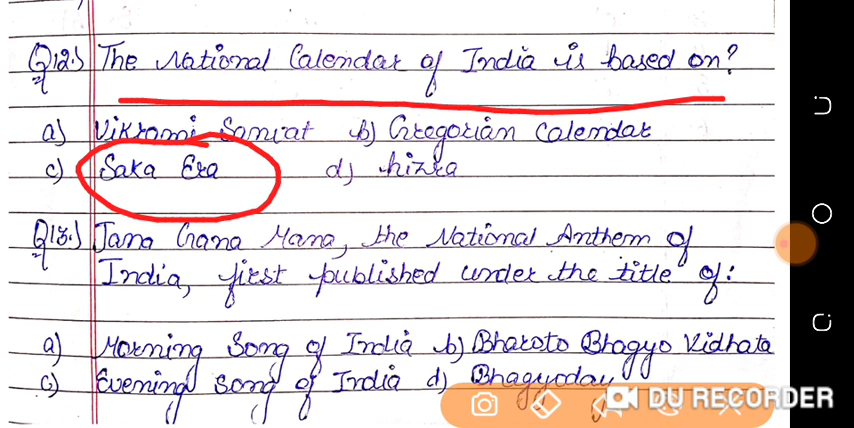 Q12.) The National Calendar of India is based on?
a) Vikrami Samvat b) Gregorian Calendar
c) Saka Era d) hizra
Q13.) Jana Gana Mana, the National Anthem of
India, first published under the title of:
a) Morning Song of India b) Bharoto Bhagyo Vidhata
c) Evening song of India d) Bhagyoday
DU RECORDER